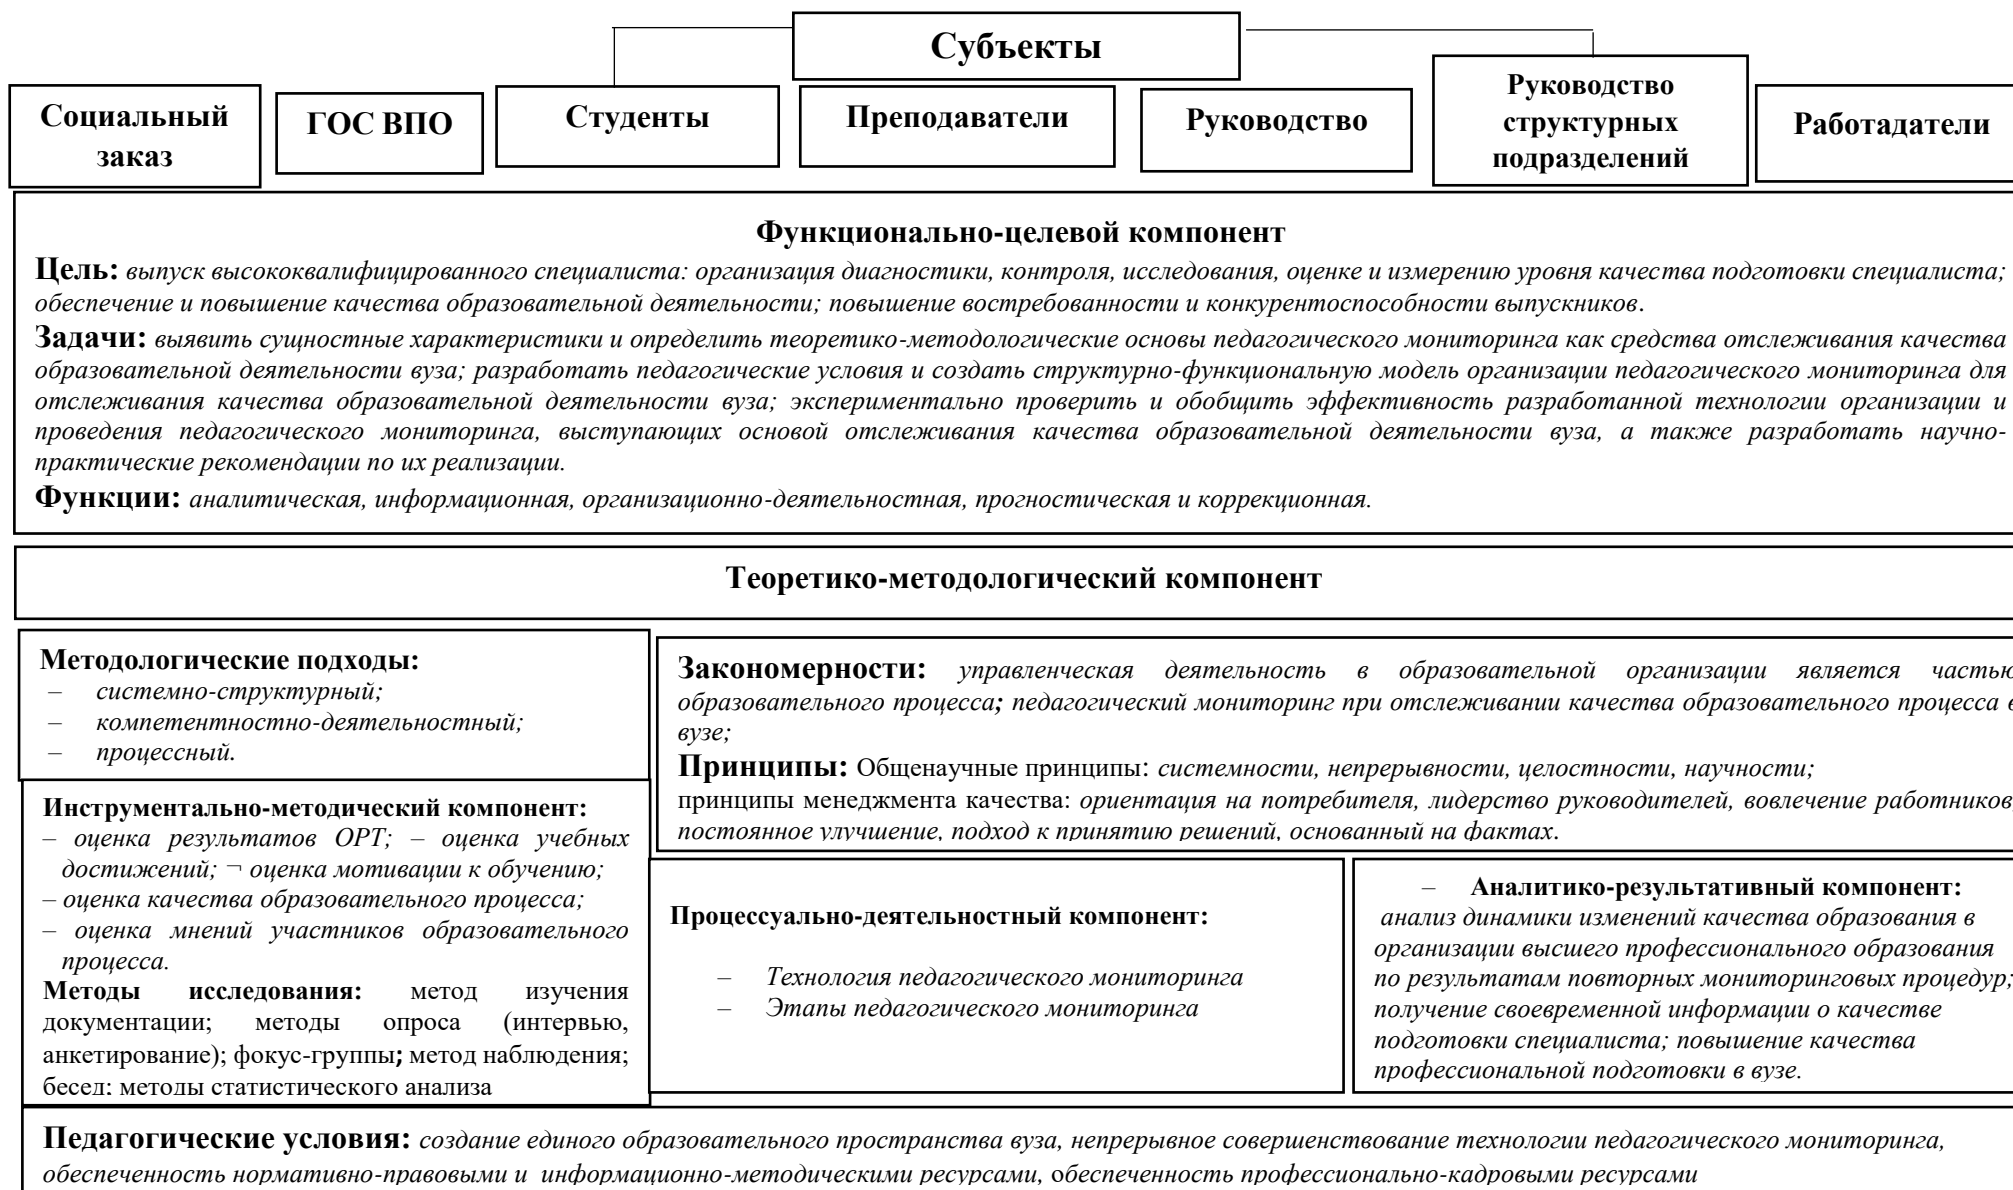 Субъекты
Социальный
заказ
ГОС ВПО
Студенты
Преподаватели
Руководство
Руководство
структурных
подразделений
Работадатели
Функционально-целевой компонент
Цель: выпуск высококвалифицированного специалиста: организация диагностики, контроля, исследования, оценке и измерению уровня качества подготовки специалиста;
обеспечение и повышение качества образовательной деятельности; повышение востребованности и конкурентоспособности выпускников.
Задачи: выявить сущностные характеристики и определить теоретико-методологические основы педагогического мониторинга как средства отслеживания качества
образовательной деятельности вуза; разработать педагогические условия и создать структурно-функциональную модель организации педагогического мониторинга для
отслеживания качества образовательной деятельности вуза; экспериментально проверить и обобщить эффективность разработанной технологии организации и
проведения педагогического мониторинга, выступающих основой отслеживания качества образовательной деятельности вуза, а также разработать научно-
практические рекомендации по их реализации.
Функции: аналитическая, информационная, организационно-деятельностная, прогностическая и коррекционная.
Теоретико-методологический компонент
Методологические подходы:
– системно-структурный;
– компетентностно-деятельностный;
– процессный.
Закономерности: управленческая деятельность в образовательной организации является частью
образовательного процесса; педагогический мониторинг при отслеживании качества образовательного процесса в
вузе;
Принципы: Общенаучные принципы: системности, непрерывности, целостности, научности;
принципы менеджмента качества: ориентация на потребителя, лидерство руководителей, вовлечение работников,
постоянное улучшение, подход к принятию решений, основанный на фактах.
Инструментально-методический компонент:
– оценка результатов ОРТ; – оценка учебных
достижений; ¬ оценка мотивации к обучению;
– оценка качества образовательного процесса;
– оценка мнений участников образовательного
процесса.
Методы исследования: метод изучения
документации; методы опроса (интервью,
анкетирование); фокус-группы; метод наблюдения;
бесед; методы статистического анализа
Процессуально-деятельностный компонент:
– Технология педагогического мониторинга
– Этапы педагогического мониторинга
– Аналитико-результативный компонент:
анализ динамики изменений качества образования в
организации высшего профессионального образования
по результатам повторных мониторинговых процедур;
получение своевременной информации о качестве
подготовки специалиста; повышение качества
профессиональной подготовки в вузе.
Педагогические условия: создание единого образовательного пространства вуза, непрерывное совершенствование технологии педагогического мониторинга,
обеспеченность нормативно-правовыми и информационно-методическими ресурсами, обеспеченность профессионально-кадровыми ресурсами